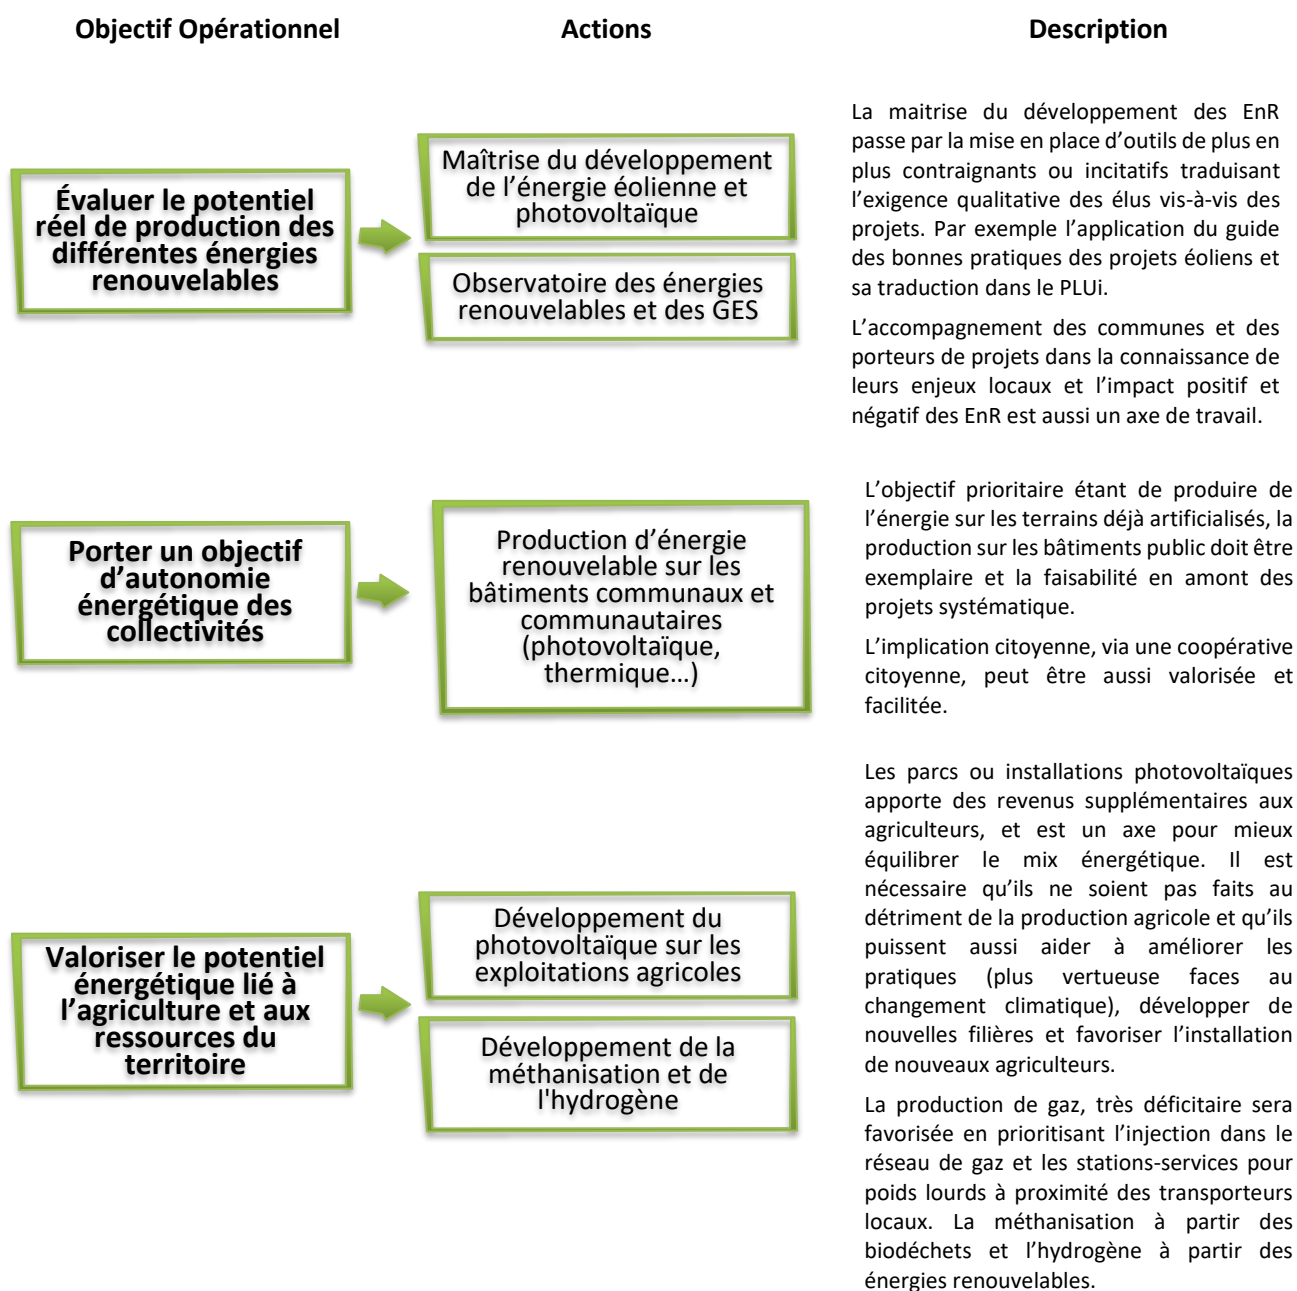 Objectif Opérationnel
Actions
Description
Évaluer le potentiel
réel de production des
différentes énergies
renouvelables
Maîtrise du développement
de l’énergie éolienne et
photovoltaïque
Observatoire des énergies
renouvelables et des GES
La maitrise du développement des EnR
passe par la mise en place d’outils de plus en
plus contraignants ou incitatifs traduisant
l’exigence qualitative des élus vis-à-vis des
projets. Par exemple l’application du guide
des bonnes pratiques des projets éoliens et
sa traduction dans le PLUi.
L’accompagnement des communes et des
porteurs de projets dans la connaissance de
leurs enjeux locaux et l’impact positif et
négatif des EnR est aussi un axe de travail.
Porter un objectif
d’autonomie
énergétique des
collectivités
Production d’énergie
renouvelable sur les
bâtiments communaux et
communautaires
(photovoltaïque,
thermique…)
L’objectif prioritaire étant de produire de
l’énergie sur les terrains déjà artificialisés, la
production sur les bâtiments public doit être
exemplaire et la faisabilité en amont des
projets systématique.
L’implication citoyenne, via une coopérative
citoyenne, peut être aussi valorisée et
facilitée.
Valoriser le potentiel
énergétique lié à
l’agriculture et aux
ressources du
territoire
Développement du
photovoltaïque sur les
exploitations agricoles
Développement de la
méthanisation et de
l'hydrogène
Les parcs ou installations photovoltaïques
apporte des revenus supplémentaires aux
agriculteurs, et est un axe pour mieux
équilibrer le mix énergétique. Il est
nécessaire qu’ils ne soient pas faits au
détriment de la production agricole et qu’ils
puissent aussi aider à améliorer les
pratiques (plus vertueuse faces au
changement climatique), développer de
nouvelles filières et favoriser l’installation
de nouveaux agriculteurs.
La production de gaz, très déficitaire sera
favorisée en prioritisant l’injection dans le
réseau de gaz et les stations-services pour
poids lourds à proximité des transporteurs
locaux. La méthanisation à partir des
biodéchets et l’hydrogène à partir des
énergies renouvelables.